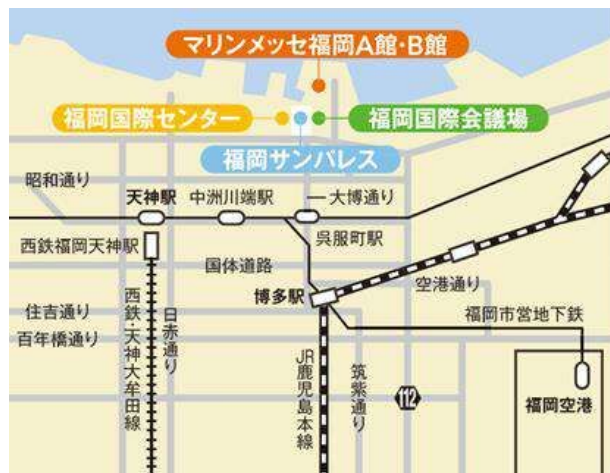 マリンメッセ福岡A館・B館
福岡国際センター
福岡国際会議場
福岡サンパレス
昭和通り
天神駅
中洲川端駅
大博通り
西鉄福岡天神駅
国体道路
呉服町駅
博多駅
空港通り
住吉通り
百年橋通り
西鉄・天神大牟田線
日赤通り
JR鹿児島本線
筑紫通り
福岡市営地下鉄
112
福岡空港